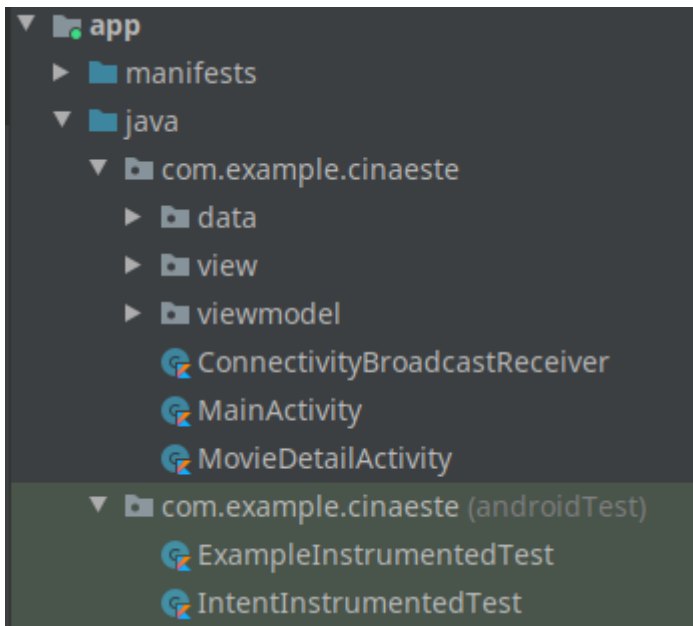 app
manifests
java
com.example.cinaeste
data
view
viewmodel
ConnectivityBroadcastReceiver
MainActivity
MovieDetailActivity
com.example.cinaeste (androidTest)
ExampleInstrumentedTest
IntentInstrumentedTest